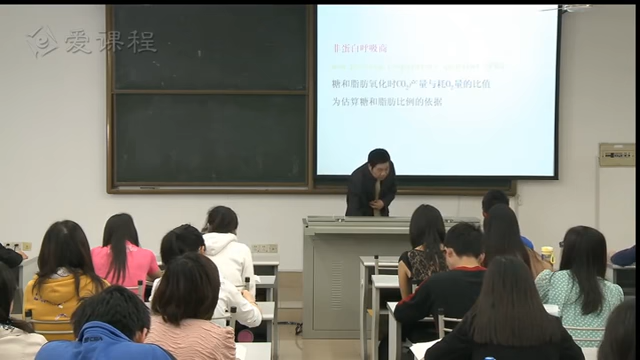 爱课程
非蛋白呼吸商
糖和脂肪氧化时CO₂产量与耗O₂量的比值
为估算糖和脂肪比例的依据